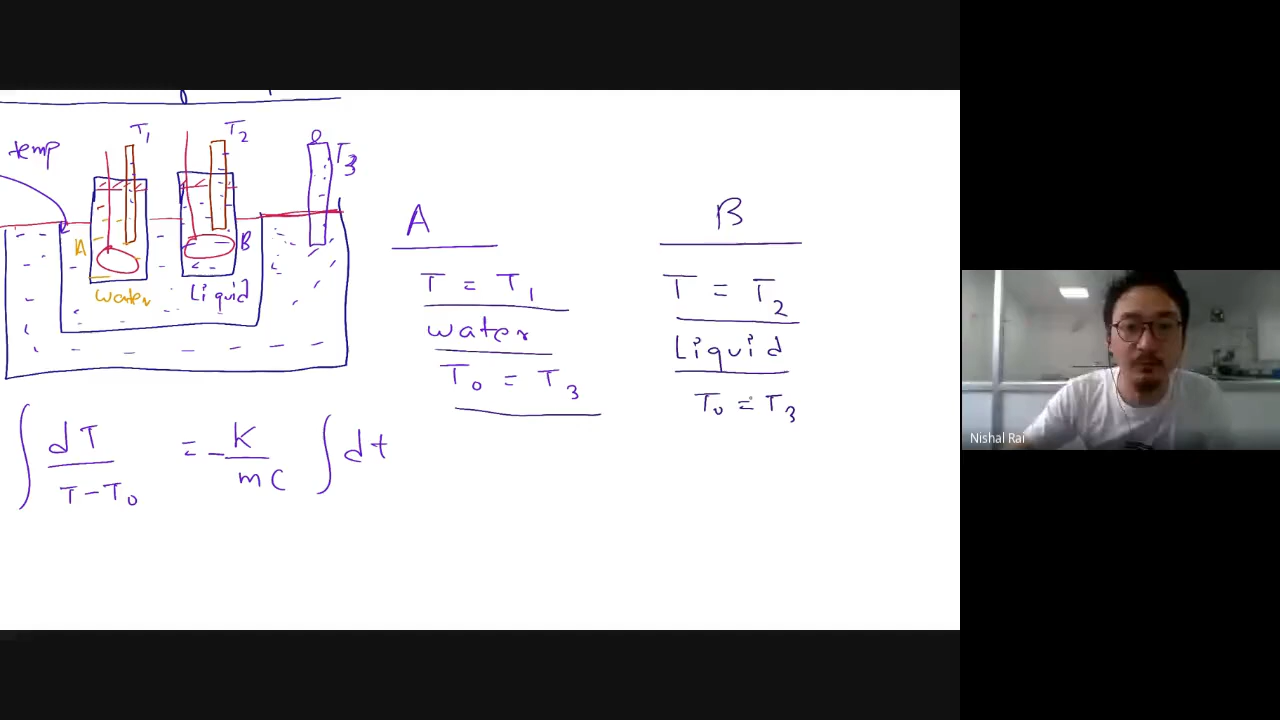 T₁
T₂
temp
T₃
A
B
water
Liquid
A
T = T₁
water
T₀ = T₃
B
T = T₂
Liquid
T₀ = T₃
∫ dT / T - T₀ = - K / mC ∫ dt
Nishal Rai